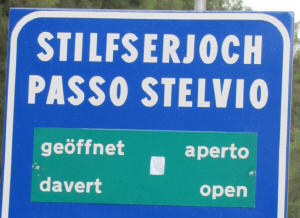 STILFSERJOCH
PASSO STELVIO
geöffnet aperto
davert open